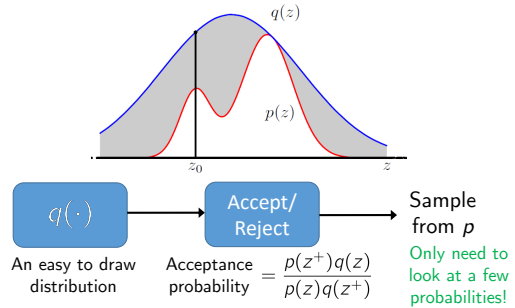 q(z)
p(z)
z₀
z
q(·)
Accept/
Reject
Sample
from p
An easy to draw
distribution
Acceptance
probability
= p(z⁺)q(z) / p(z)q(z⁺)
Only need to
look at a few
probabilities!